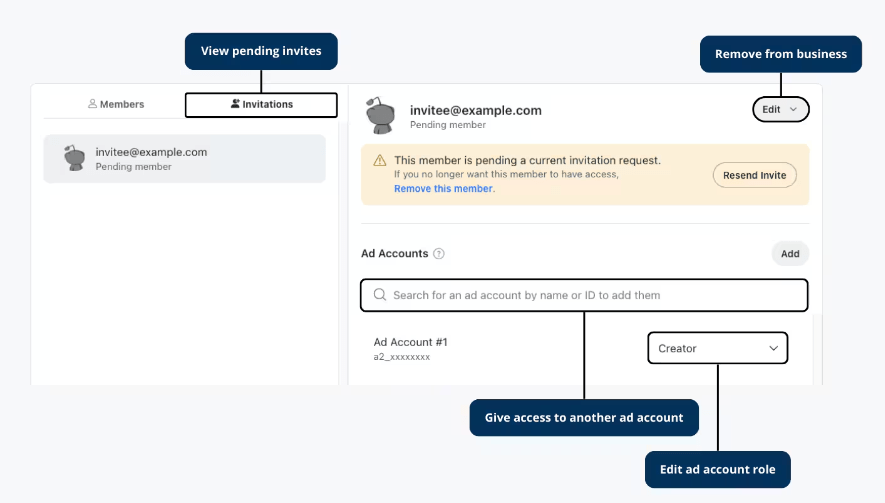 View pending invites
Remove from business
Members
Invitations
invitee@example.com
Pending member
invitee@example.com
Pending member
Edit
This member is pending a current invitation request.
If you no longer want this member to have access,
Remove this member.
Resend Invite
Ad Accounts ?
Add
Search for an ad account by name or ID to add them
Ad Account #1
a2_xxxxxxxx
Creator
Give access to another ad account
Edit ad account role